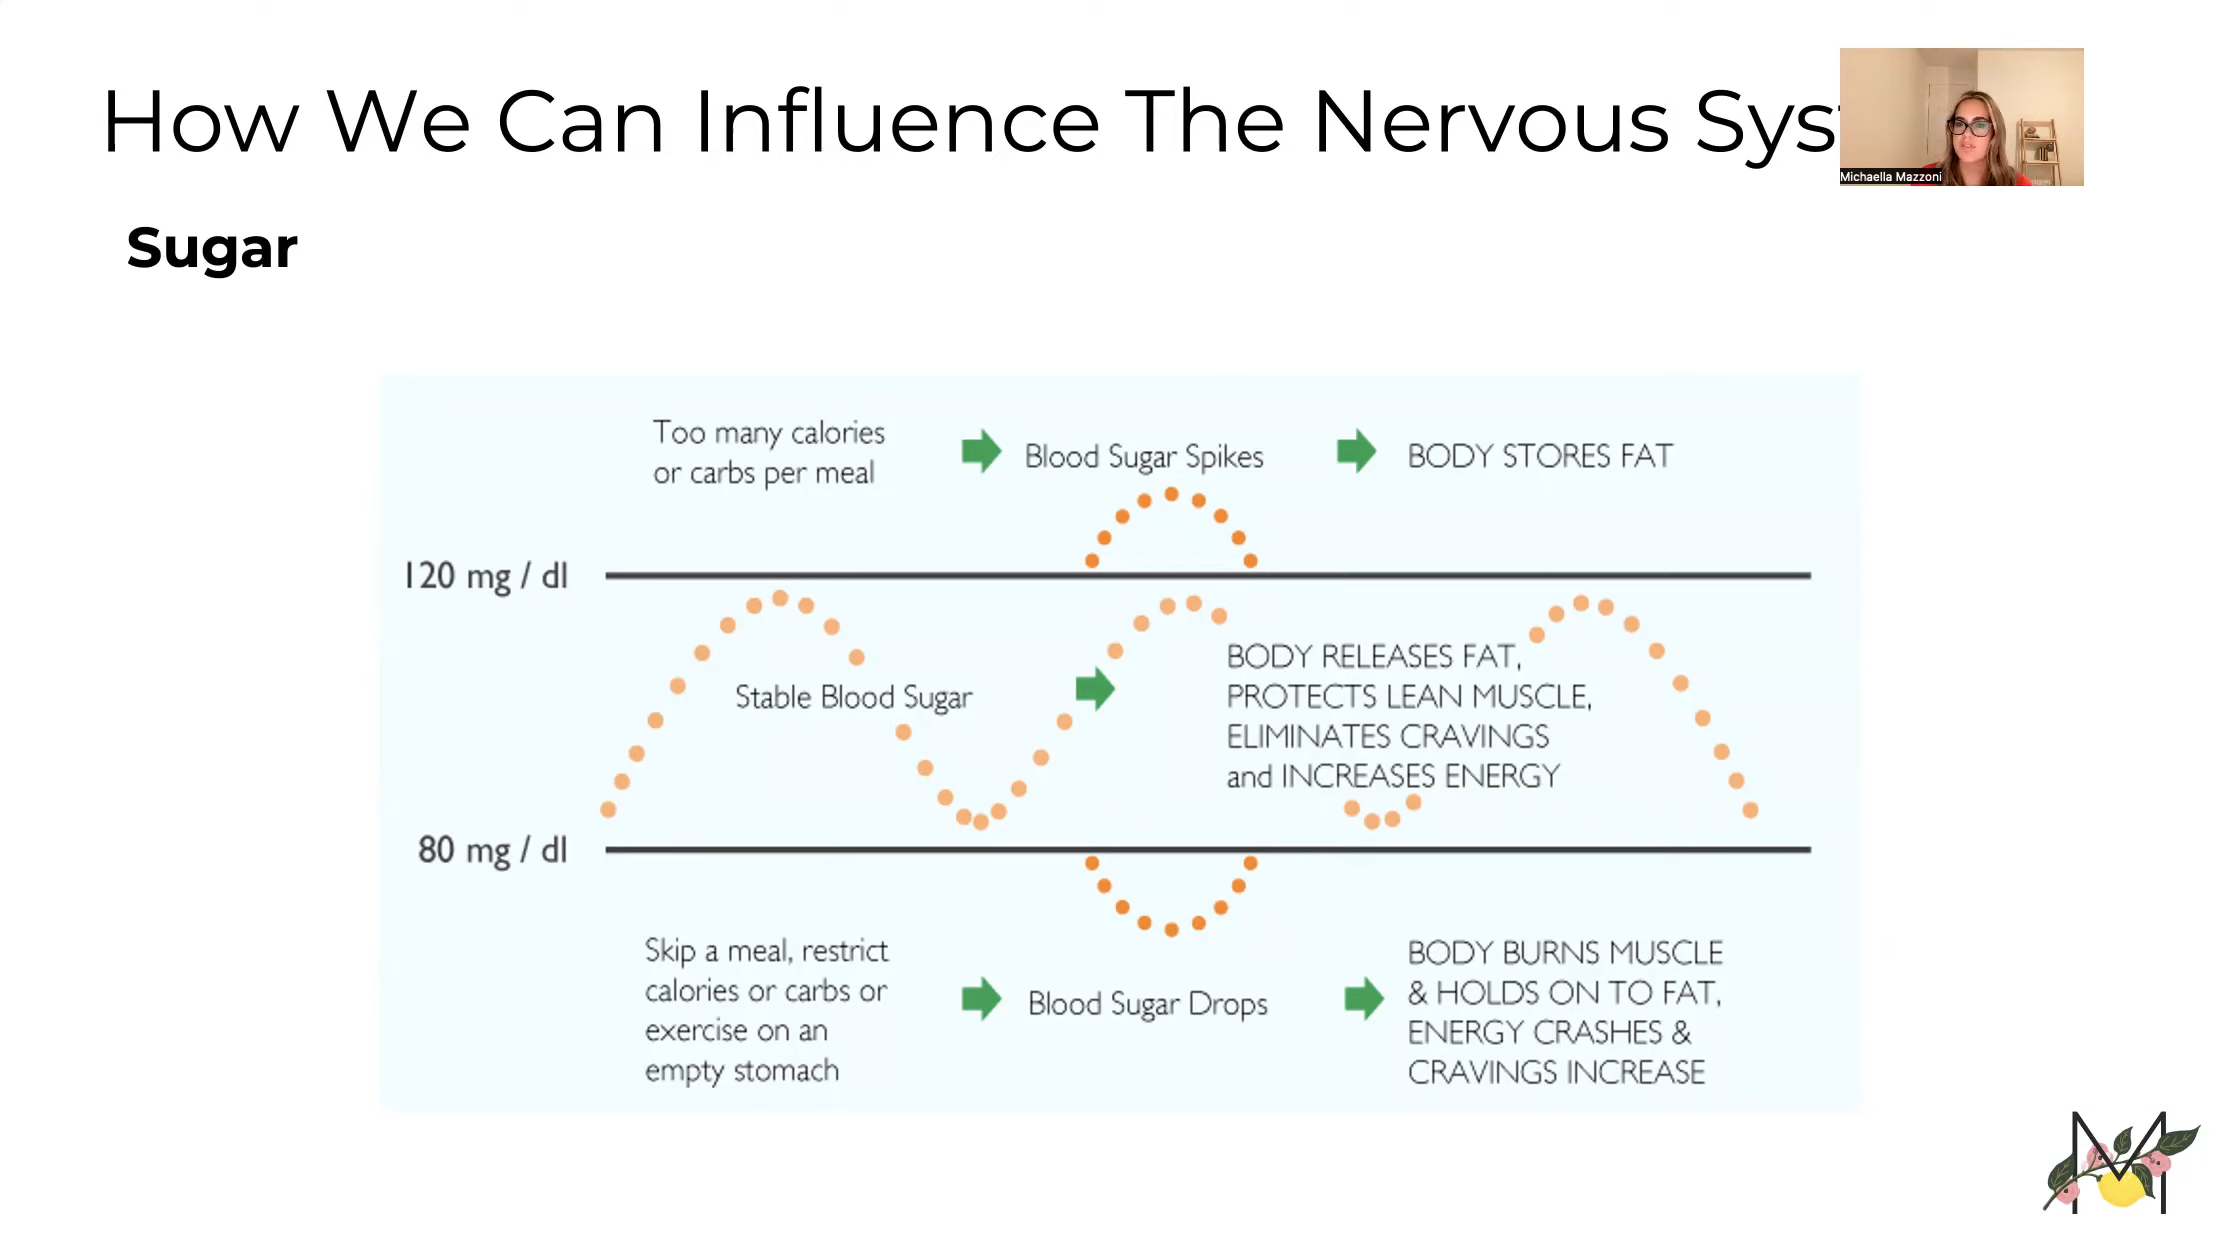 How We Can Influence The Nervous Sys
Michaella Mazzoni
Sugar
Too many calories
or carbs per meal
Blood Sugar Spikes
BODY STORES FAT
120 mg / dl
Stable Blood Sugar
BODY RELEASES FAT,
PROTECTS LEAN MUSCLE,
ELIMINATES CRAVINGS
and INCREASES ENERGY
80 mg / dl
Skip a meal, restrict
calories or carbs or
exercise on an
empty stomach
Blood Sugar Drops
BODY BURNS MUSCLE
& HOLDS ON TO FAT,
ENERGY CRASHES &
CRAVINGS INCREASE
M